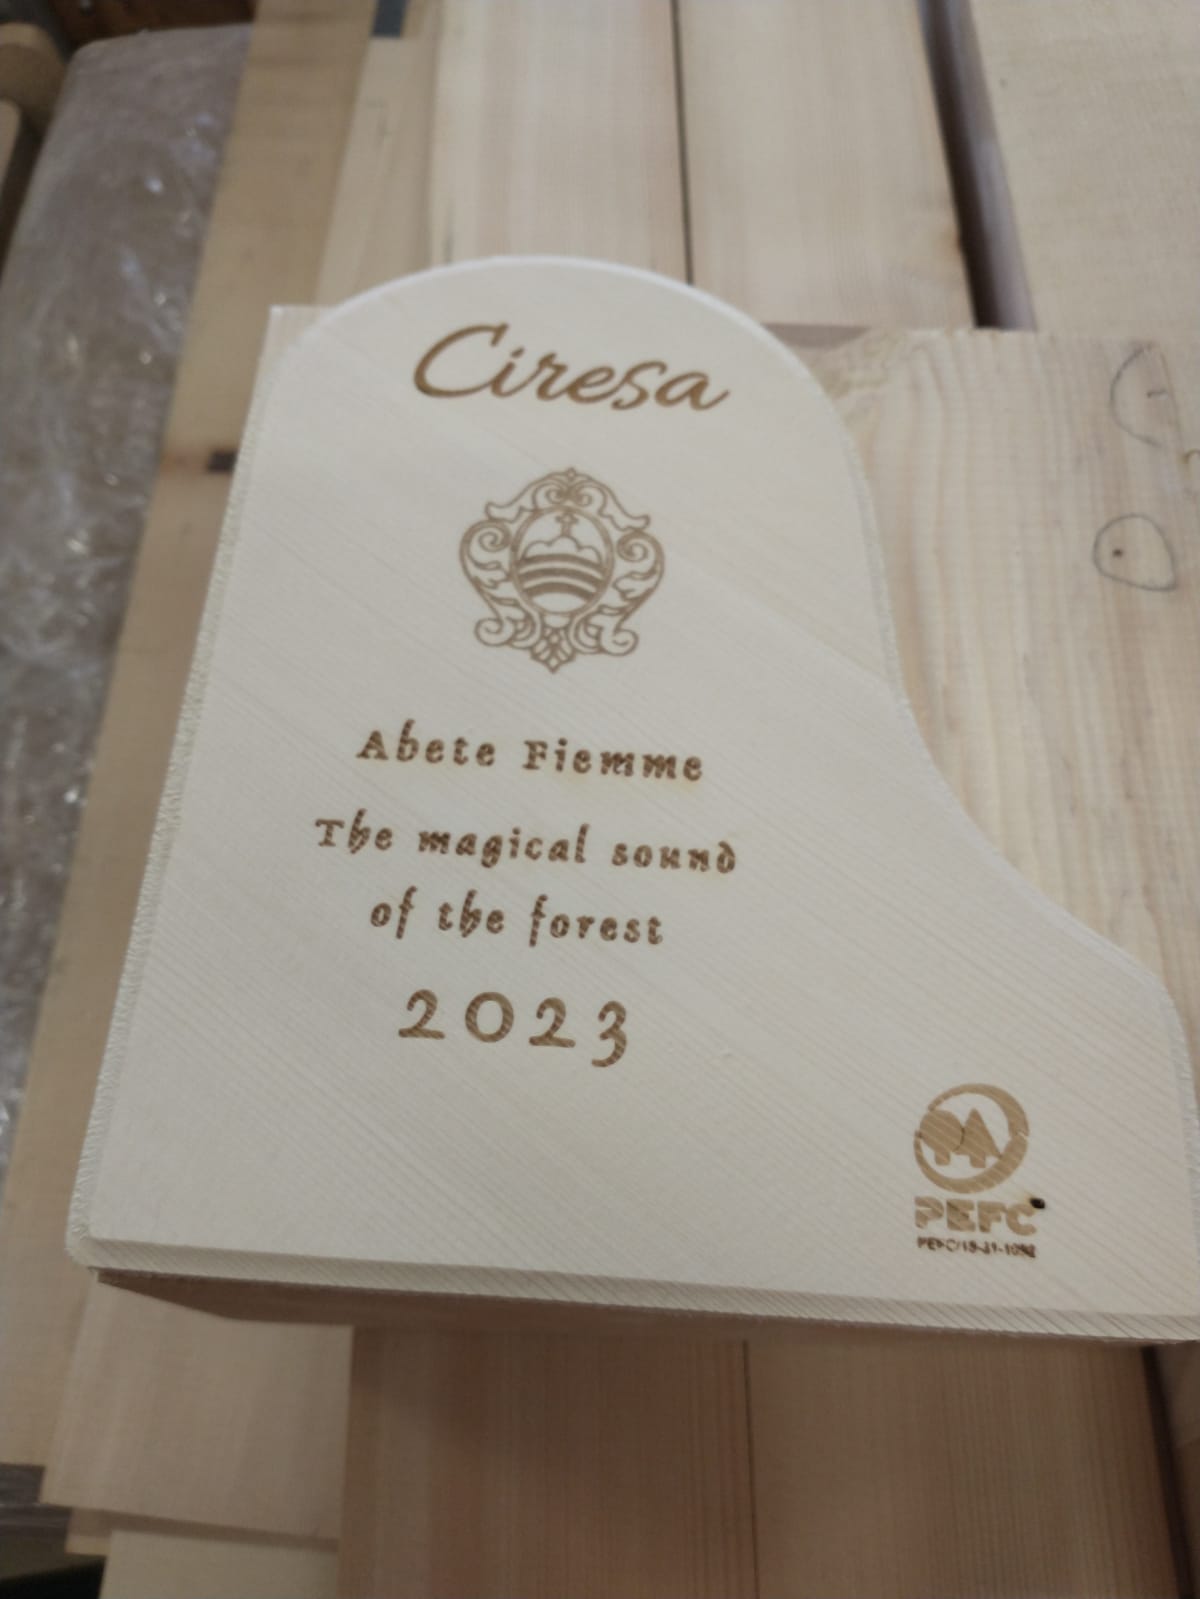 Ciresa
Abete Fiemme
The magical sound
of the forest
2023
PEFC